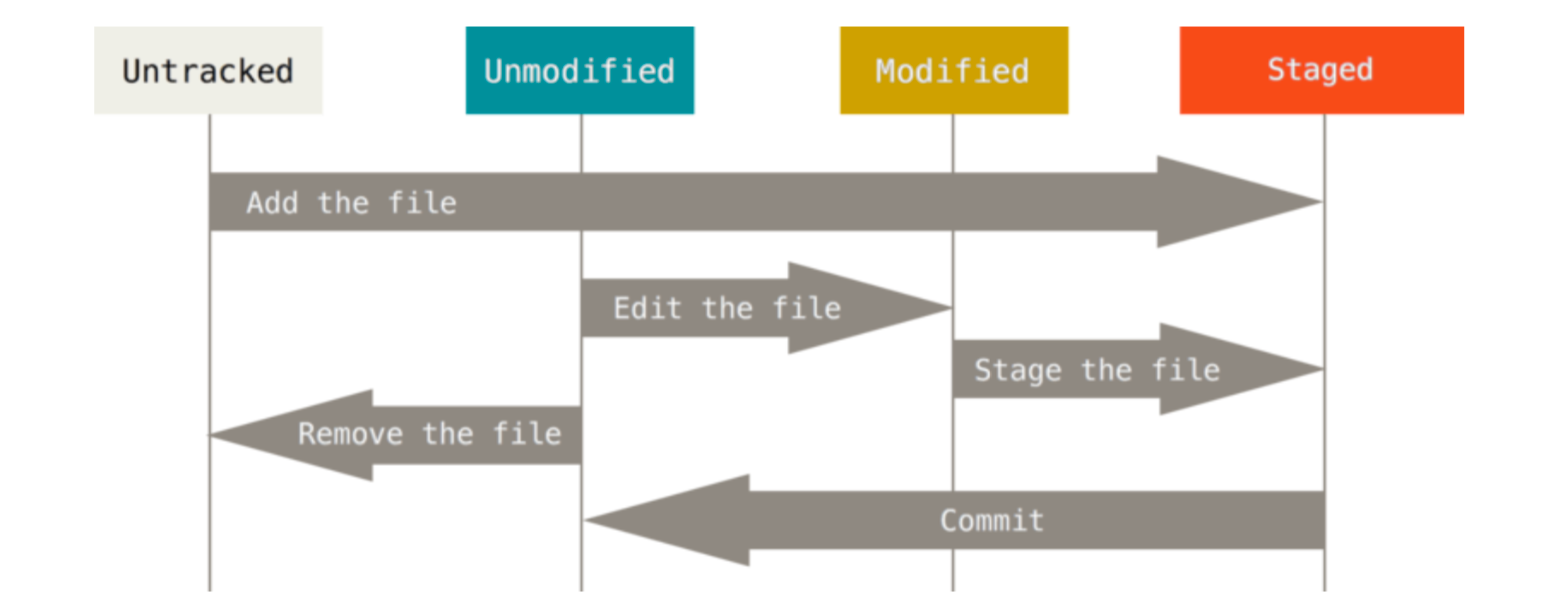 Untracked
Unmodified
Modified
Staged
Add the file
Edit the file
Stage the file
Remove the file
Commit